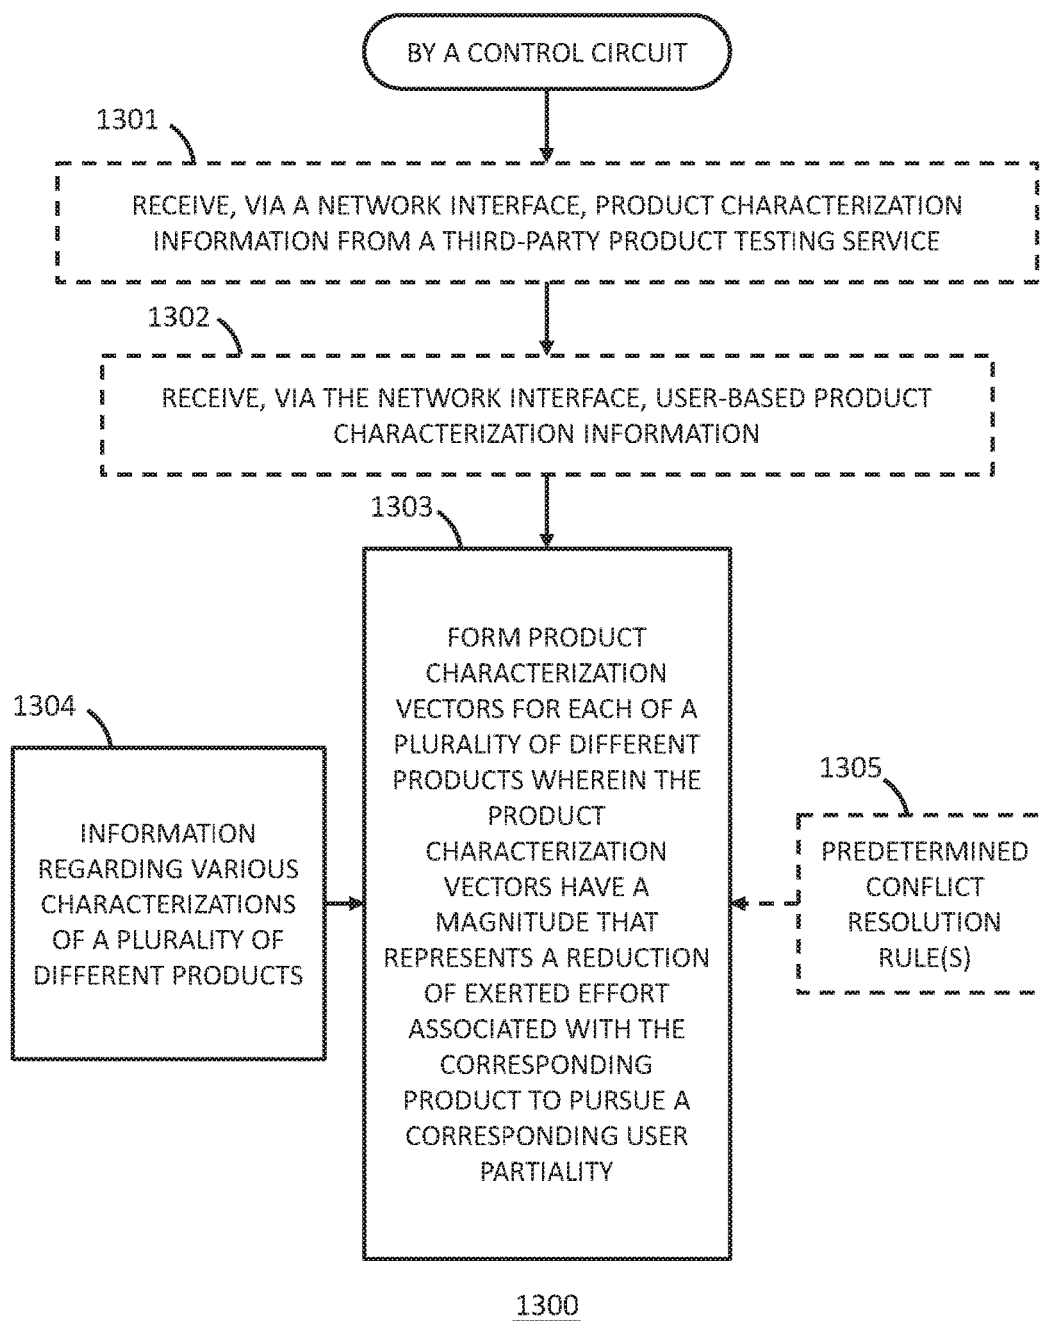 BY A CONTROL CIRCUIT
1301
RECEIVE, VIA A NETWORK INTERFACE, PRODUCT CHARACTERIZATION
INFORMATION FROM A THIRD-PARTY PRODUCT TESTING SERVICE
1302
RECEIVE, VIA THE NETWORK INTERFACE, USER-BASED PRODUCT
CHARACTERIZATION INFORMATION
1303
FORM PRODUCT
CHARACTERIZATION
VECTORS FOR EACH OF A
PLURALITY OF DIFFERENT
PRODUCTS WHEREIN THE
PRODUCT
CHARACTERIZATION
VECTORS HAVE A
MAGNITUDE THAT
REPRESENTS A REDUCTION
OF EXERTED EFFORT
ASSOCIATED WITH THE
CORRESPONDING
PRODUCT TO PURSUE A
CORRESPONDING USER
PARTIALITY
1304
INFORMATION
REGARDING VARIOUS
CHARACTERIZATIONS
OF A PLURALITY OF
DIFFERENT PRODUCTS
1305
PREDETERMINED
CONFLICT
RESOLUTION
RULE(S)
1300